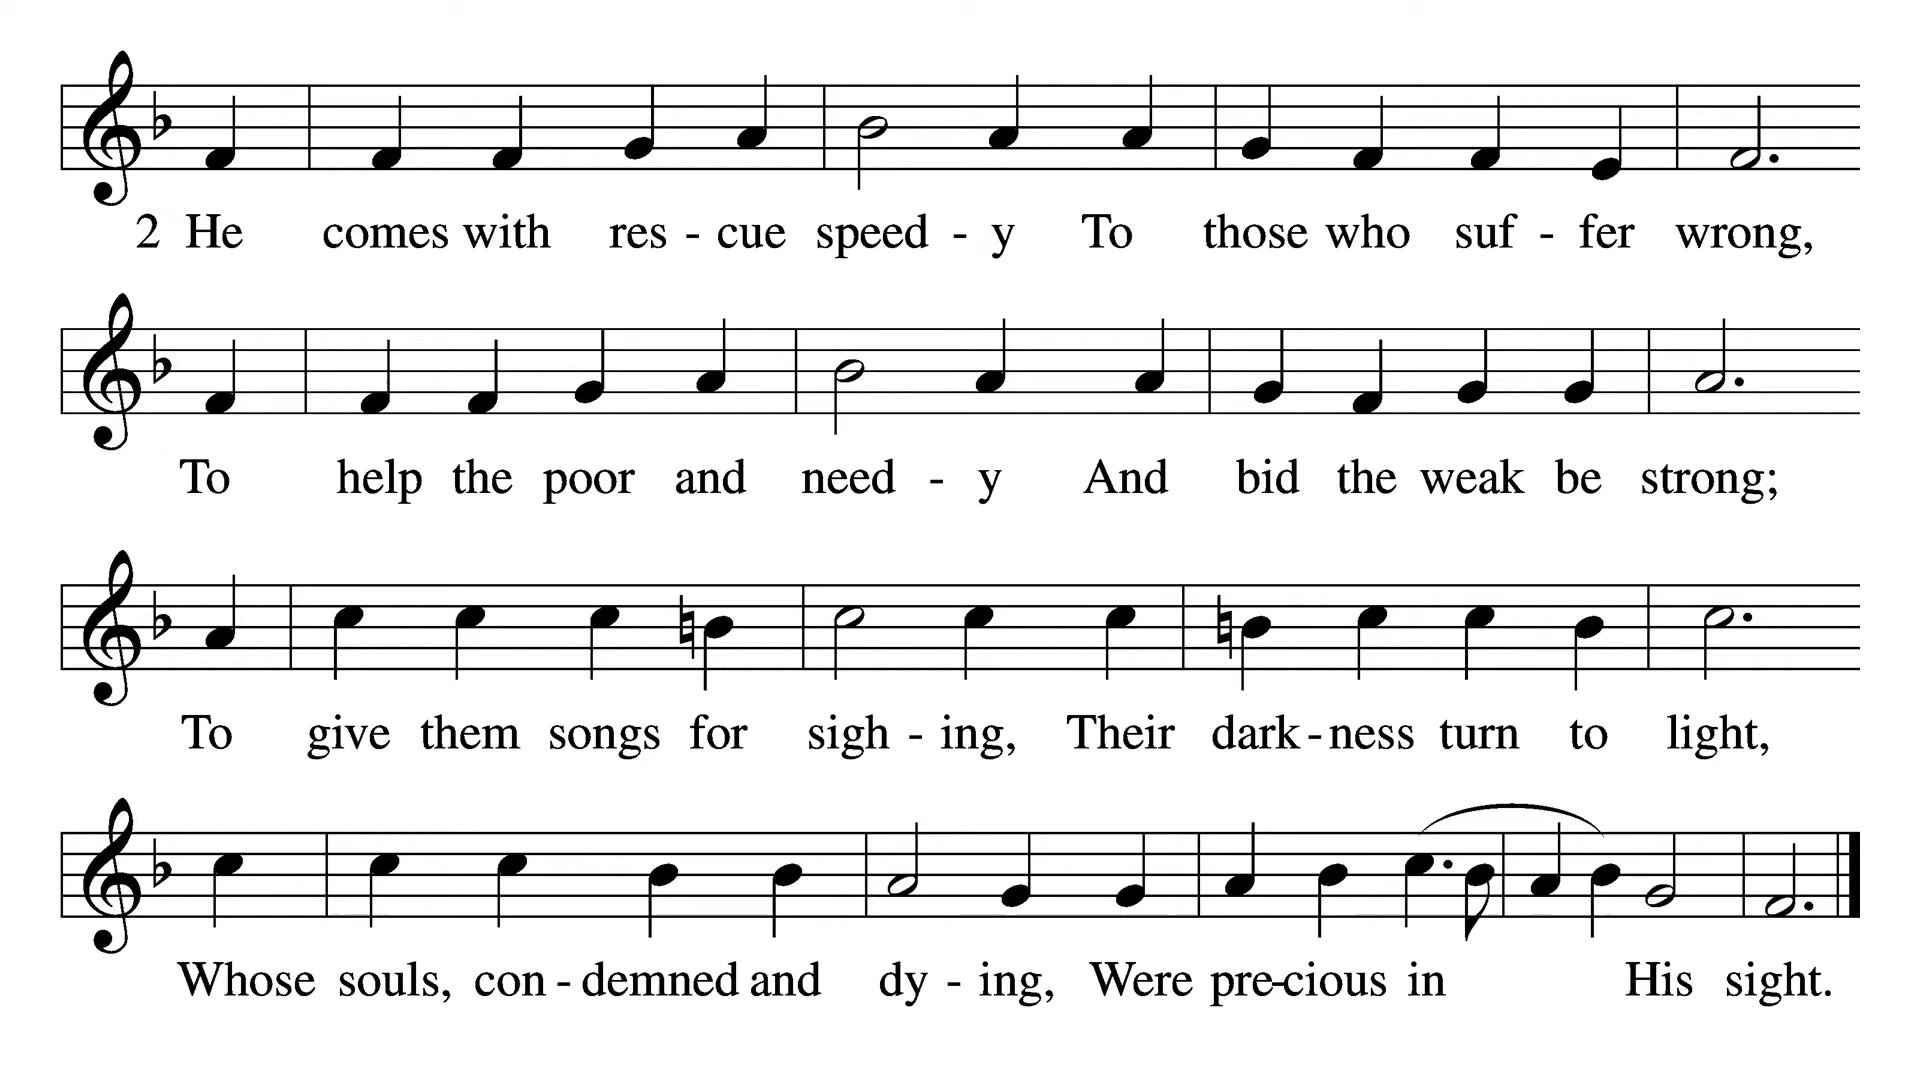 2 He comes with res - cue speed - y To those who suf - fer wrong,
To help the poor and need - y And bid the weak be strong;
To give them songs for sigh - ing, Their dark - ness turn to light,
Whose souls, con - demned and dy - ing, Were pre - cious in His sight.